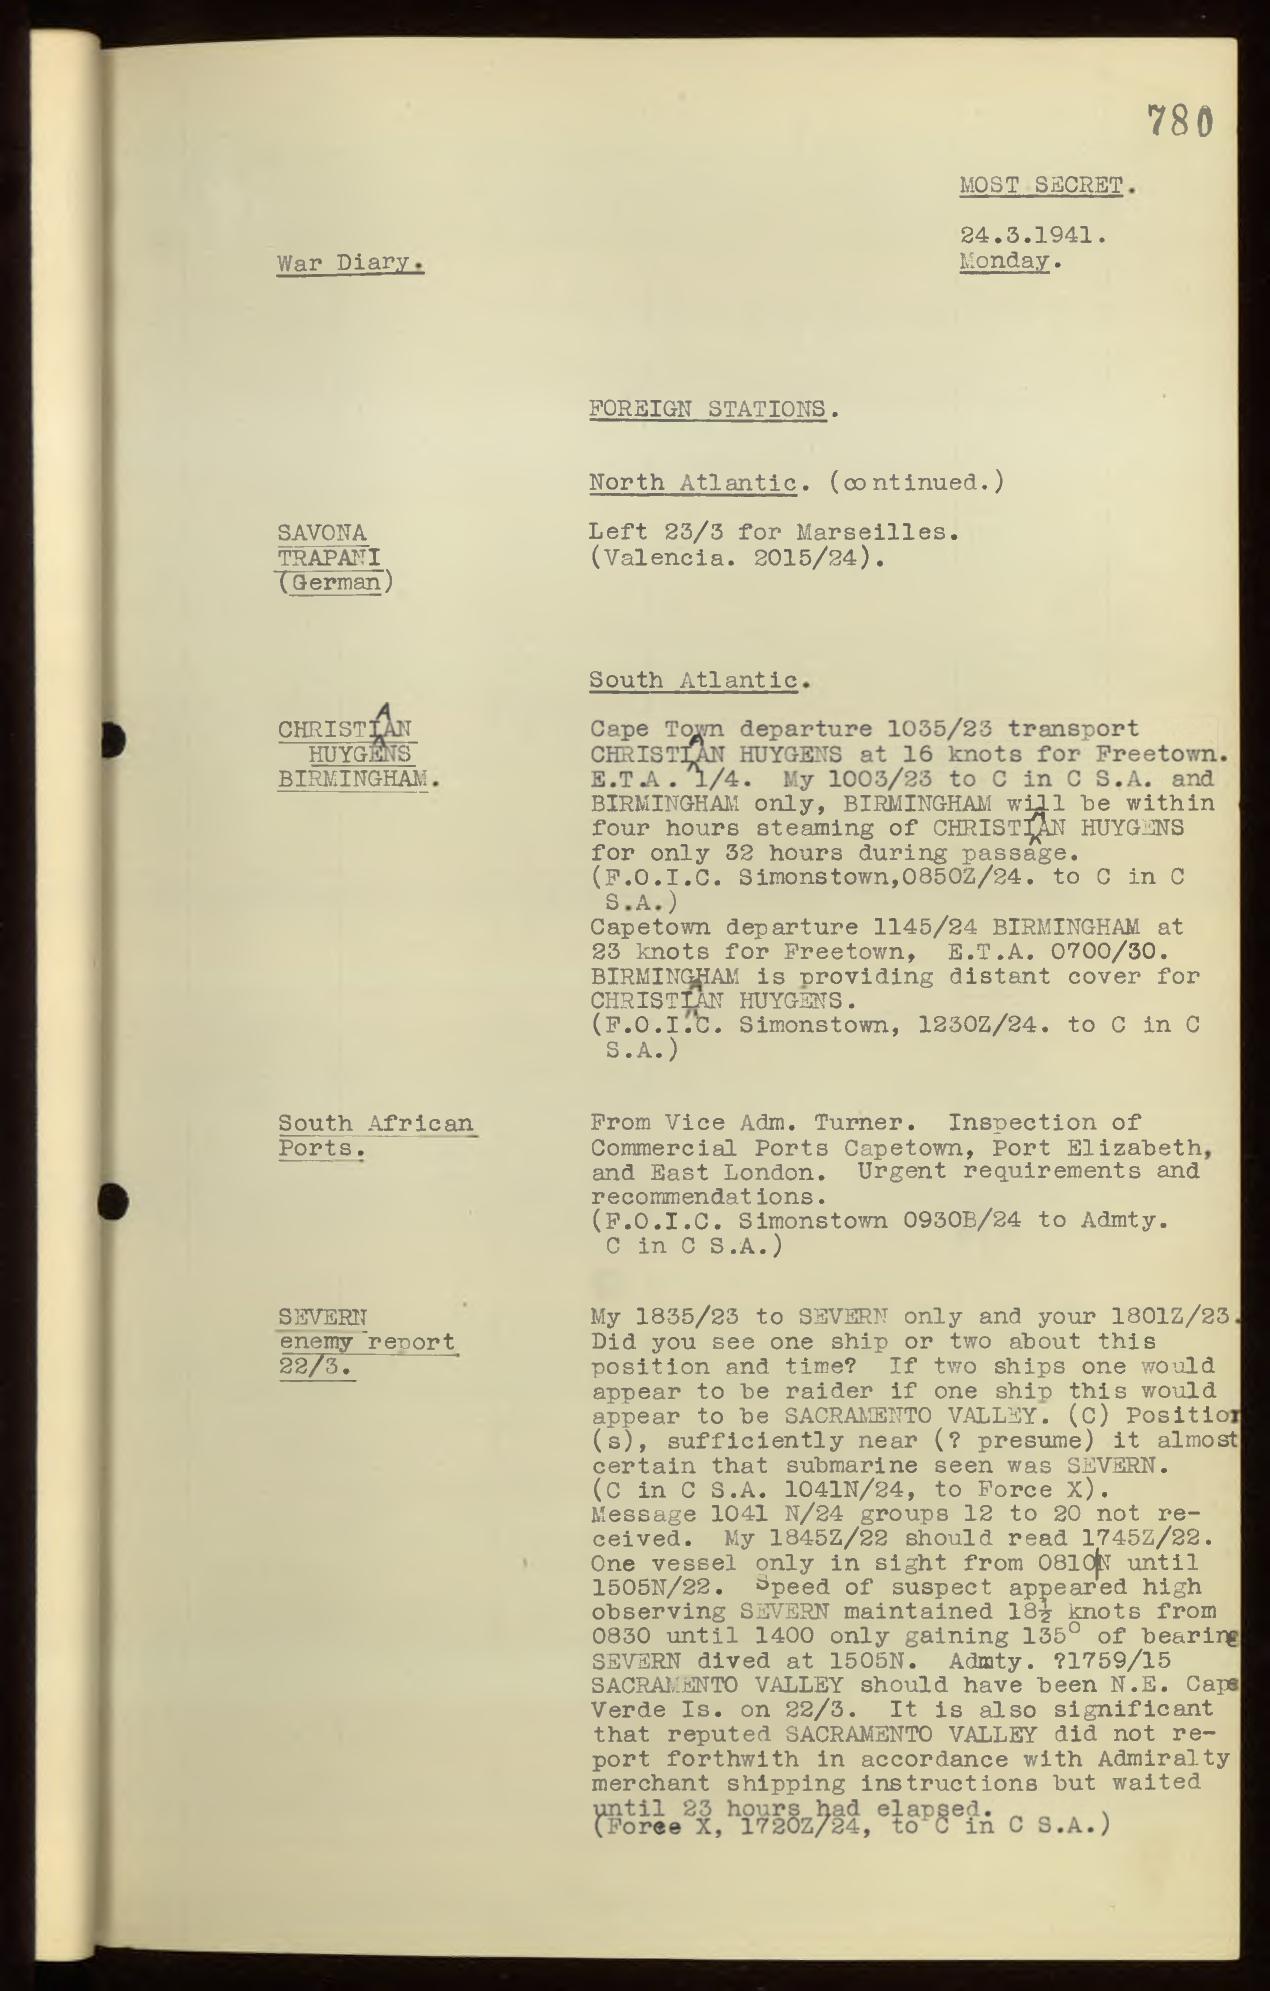 780
MOST SECRET.
24.3.1941.
War Diary.
Monday.
FOREIGN STATIONS.
North Atlantic. (continued.)
SAVONA
TRAPANI
(German)
Left 23/3 for Marseilles.
(Valencia. 2015/24).
South Atlantic.
CHRISTIAN
HUYGENS
BIRMINGHAM.
Cape Town departure 1035/23 transport
CHRISTIAN HUYGENS at 16 knots for Freetown.
E.T.A. 1/4. My 1003/23 to C in C S.A. and
BIRMINGHAM only, BIRMINGHAM will be within
four hours steaming of CHRISTIAN HUYGENS
for only 32 hours during passage.
(F.O.I.C. Simonstown,0850Z/24. to C in C
S.A.)
Capetown departure 1145/24 BIRMINGHAM at
23 knots for Freetown, E.T.A. 0700/30.
BIRMINGHAM is providing distant cover for
CHRISTIAN HUYGENS.
(F.O.I.C. Simonstown, 1230Z/24. to C in C
S.A.)
South African
Ports.
From Vice Adm. Turner. Inspection of
Commercial Ports Capetown, Port Elizabeth,
and East London. Urgent requirements and
recommendations.
(F.O.I.C. Simonstown 0930B/24 to Admty.
C in C S.A.)
SEVERN
enemy report
22/3.
My 1835/23 to SEVERN only and your 1801Z/23.
Did you see one ship or two about this
position and time? If two ships one would
appear to be raider if one ship this would
appear to be SACRAMENTO VALLEY. (C) Position
(s), sufficiently near (? presume) it almost
certain that submarine seen was SEVERN.
(C in C S.A. 1041N/24, to Force X).
Message 1041 N/24 groups 12 to 20 not re-
ceived. My 1845Z/22 should read 1745Z/22.
One vessel only in sight from 0810N until
1505N/22. Speed of suspect appeared high
observing SEVERN maintained 18½ knots from
0830 until 1400 only gaining 135° of bearing
SEVERN dived at 1505N. Admty. ?1759/15
SACRAMENTO VALLEY should have been N.E. Cape
Verde Is. on 22/3. It is also significant
that reputed SACRAMENTO VALLEY did not re-
port forthwith in accordance with Admiralty
merchant shipping instructions but waited
until 23 hours had elapsed.
(Force X, 1720Z/24, to C in C S.A.)